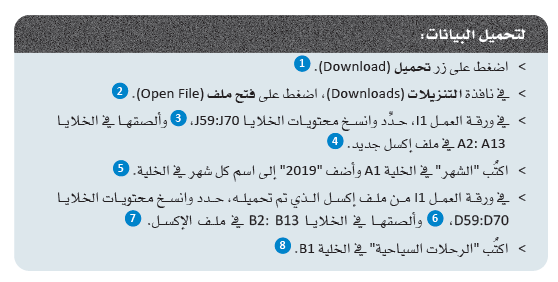 لتحميل البيانات:
> اضغط على زر تحميل (Download). 1
> في نافذة التنزيلات (Downloads)، اضغط على فتح ملف (Open File). 2
> في ورقة العمل I1، حدِّد وانسخ محتويات الخلايا J59:J70، 3 وألصقها في الخلايا
A2: A13 في ملف إكسل جديد. 4
> اكتُب "الشهر" في الخلية A1 وأضف "2019" إلى اسم كل شهر في الخلية. 5
> في ورقة العمل I1 من ملف إكسل الذي تم تحميله، حدد وانسخ محتويات الخلايا
D59:D70، 6 وألصقها في الخلايا B2: B13 في ملف الإكسل. 7
> اكتُب "الرحلات السياحية" في الخلية B1. 8